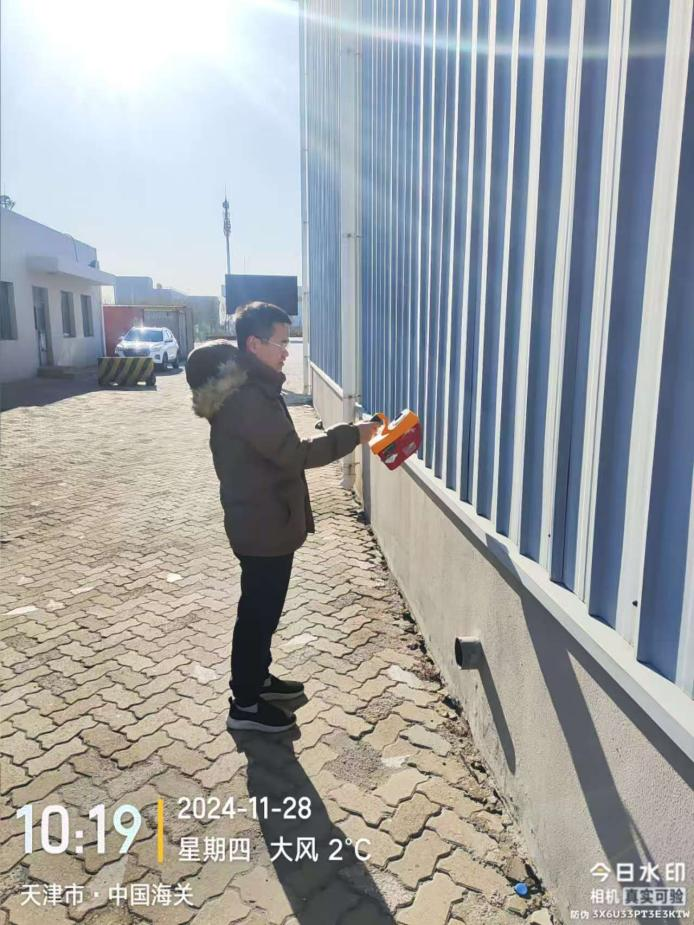 10:19
2024-11-28
星期四 大风 2℃
天津市·中国海关
今日水印
相机 真实可验
防伪 3X6U33PT3E3KTW